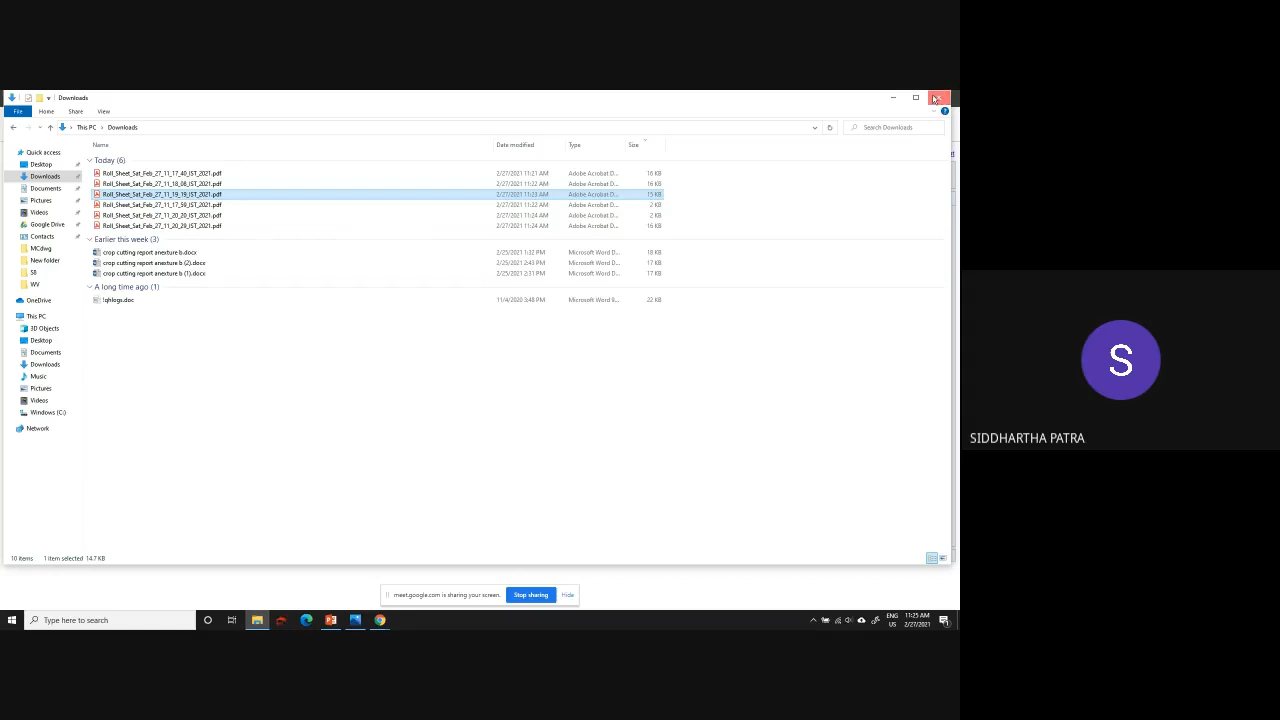 Downloads
File Home Share View
This PC > Downloads
Search Downloads
Name Date modified Type Size
Today (6)
Roll_Sheet_Sat_Feb_27_11_17_40_IST_2021.pdf 2/27/2021 11:21 AM Adobe Acrobat D... 16 KB
Roll_Sheet_Sat_Feb_27_11_18_08_IST_2021.pdf 2/27/2021 11:22 AM Adobe Acrobat D... 16 KB
Roll_Sheet_Sat_Feb_27_11_19_19_IST_2021.pdf 2/27/2021 11:23 AM Adobe Acrobat D... 15 KB
Roll_Sheet_Sat_Feb_27_11_17_59_IST_2021.pdf 2/27/2021 11:22 AM Adobe Acrobat D... 2 KB
Roll_Sheet_Sat_Feb_27_11_20_20_IST_2021.pdf 2/27/2021 11:24 AM Adobe Acrobat D... 2 KB
Roll_Sheet_Sat_Feb_27_11_20_29_IST_2021.pdf 2/27/2021 11:24 AM Adobe Acrobat D... 16 KB
Earlier this week (3)
crop cutting report anexture b.docx 2/25/2021 1:32 PM Microsoft Word D... 18 KB
crop cutting report anexture b (2).docx 2/25/2021 2:43 PM Microsoft Word D... 17 KB
crop cutting report anexture b (1).docx 2/25/2021 2:31 PM Microsoft Word D... 17 KB
A long time ago (1)
!qhlogs.doc 11/4/2020 3:48 PM Microsoft Word 9... 22 KB
Quick access
Desktop
Downloads
Documents
Pictures
Videos
Google Drive
Contacts
MCdwg
New folder
S8
WV
OneDrive
This PC
3D Objects
Desktop
Documents
Downloads
Music
Pictures
Videos
Windows (C:)
Network
10 items 1 item selected 14.7 KB
meet.google.com is sharing your screen. Stop sharing Hide
Type here to search
ENG
US
11:25 AM
2/27/2021
S
SIDDHARTHA PATRA